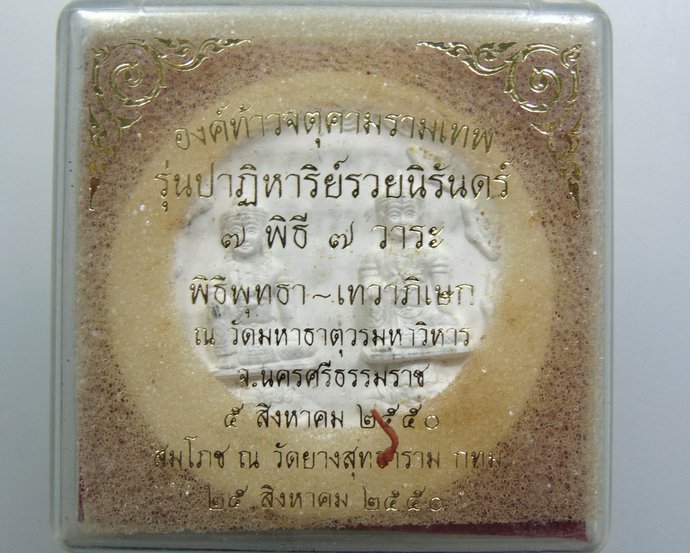 องค์ท้าวจตุคามรามเทพ
รุ่นปาฏิหาริย์รวยนิรันดร์
๗ พิธี ๗ วาระ
พิธีพุทธา~เทวาภิเษก
ณ วัดมหาธาตุวรมหาวิหาร
จ.นครศรีธรรมราช
๕ สิงหาคม ๒๕๕๐
สมโภช ณ วัดยางสุทธาราม กทม
๒๕ สิงหาคม ๒๕๕๐